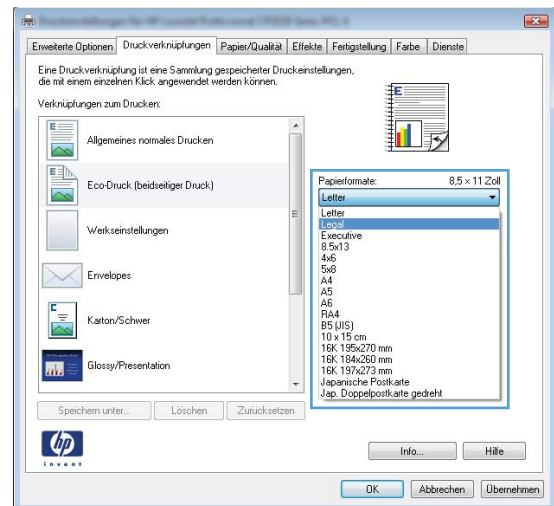 Erweiterte Optionen Druckverknüpfungen Papier/Qualität Effekte Fertigstellung Farbe Dienste
Eine Druckverknüpfung ist eine Sammlung gespeicherter Druckeinstellungen,
die mit einem einzelnen Klick angewendet werden können.
Verknüpfungen zum Drucken:
Allgemeines normales Drucken
Eco-Druck (beidseitiger Druck)
Werkseinstellungen
Envelopes
Karton/Schwer
Glossy/Presentation
Papierformate: 8,5 × 11 Zoll
Letter
Letter
Legal
Executive
8.5x13
4x6
5x8
A4
A5
A6
RA4
B5 (JIS)
10 x 15 cm
16K 195x270 mm
16K 184x260 mm
16K 197x273 mm
Japanische Postkarte
Jap. Doppelpostkarte gedreht
Speichern unter... Löschen Zurücksetzen
hp
invent
Info... Hilfe
OK Abbrechen Übernehmen